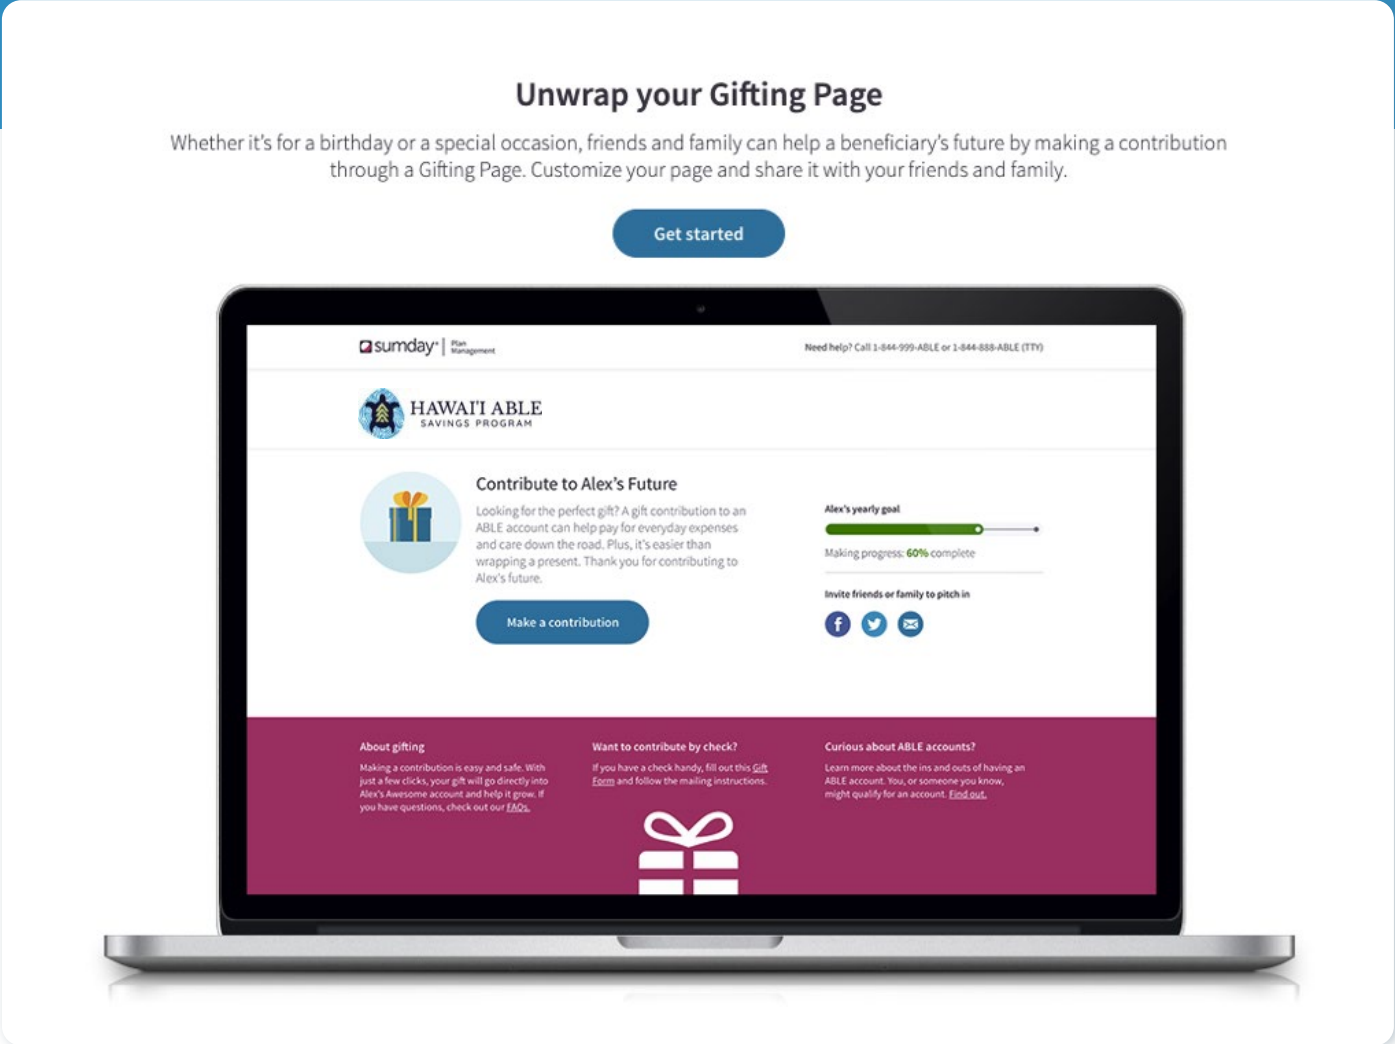 Unwrap your Gifting Page
Whether it's for a birthday or a special occasion, friends and family can help a beneficiary's future by making a contribution
through a Gifting Page. Customize your page and share it with your friends and family.
Get started
sumday | Plan
Management
Need help? Call 1-844-999-ABLE or 1-844-888-ABLE (TTY)
HAWAI'I ABLE
SAVINGS PROGRAM
Contribute to Alex's Future
Looking for the perfect gift? A gift contribution to an
ABLE account can help pay for everyday expenses
and care down the road. Plus, it's easier than
wrapping a present. Thank you for contributing to
Alex's future.
Make a contribution
Alex's yearly goal
Making progress: 60% complete
Invite friends or family to pitch in
About gifting
Making a contribution is easy and safe. With
just a few clicks, your gift will go directly into
Alex's Awesome account and help it grow. If
you have questions, check out our FAQs.
Want to contribute by check?
If you have a check handy, fill out this Gift
Form and follow the mailing instructions.
Curious about ABLE accounts?
Learn more about the ins and outs of having an
ABLE account. You, or someone you know,
might qualify for an account. Find out.